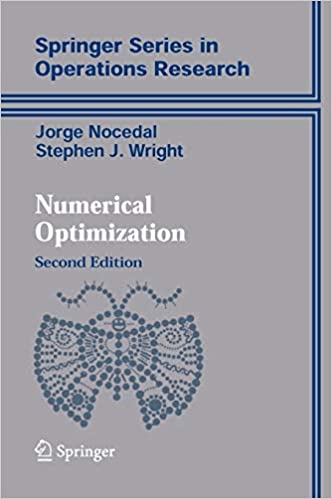 Springer Series in
Operations Research
Jorge Nocedal
Stephen J. Wright
Numerical
Optimization
Second Edition
Springer